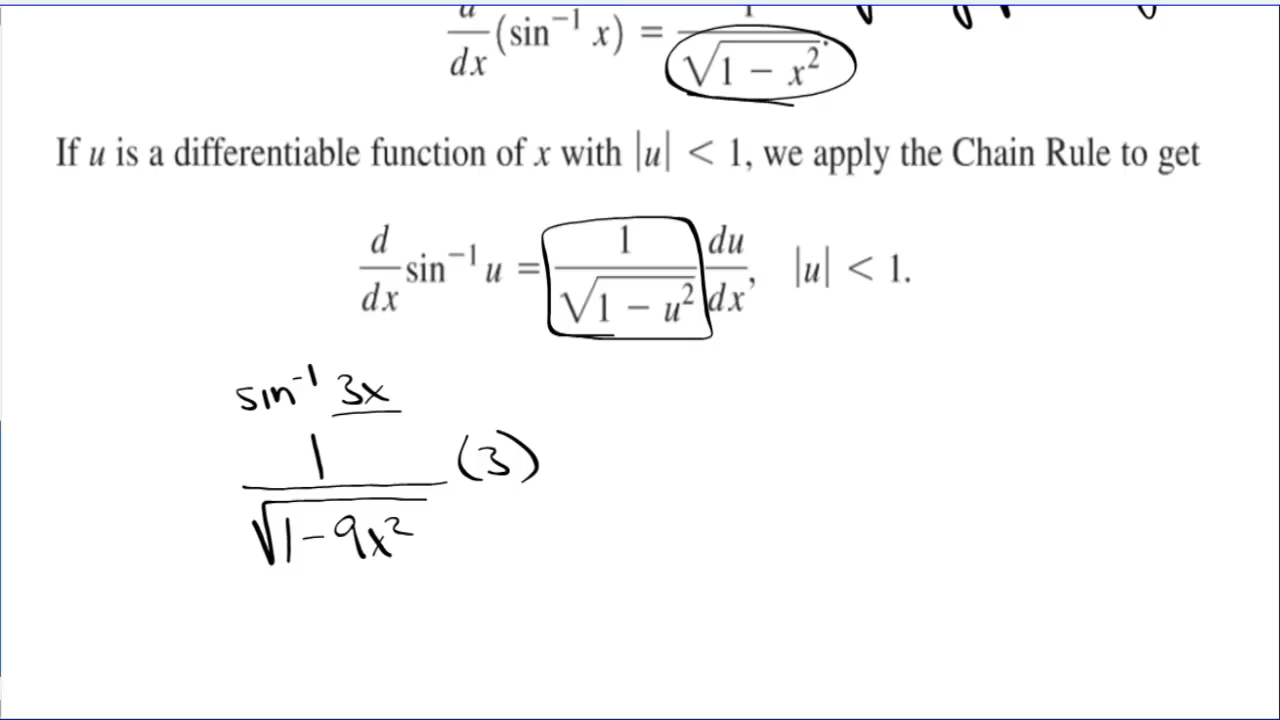 d/dx (sin⁻¹ x) = 1/√(1 − x²).
If u is a differentiable function of x with |u| < 1, we apply the Chain Rule to get
d/dx sin⁻¹ u = 1/√(1 − u²) du/dx, |u| < 1.
sin⁻¹ 3x
1/√(1 − 9x²) (3)